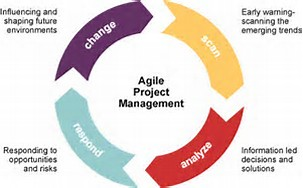 Influencing and
shaping future
environments
change
scan
Early warning-
scanning the
emerging trends
Agile
Project
Management
respond
analyze
Responding to
opportunities
and risks
Information led
decisions and
solutions